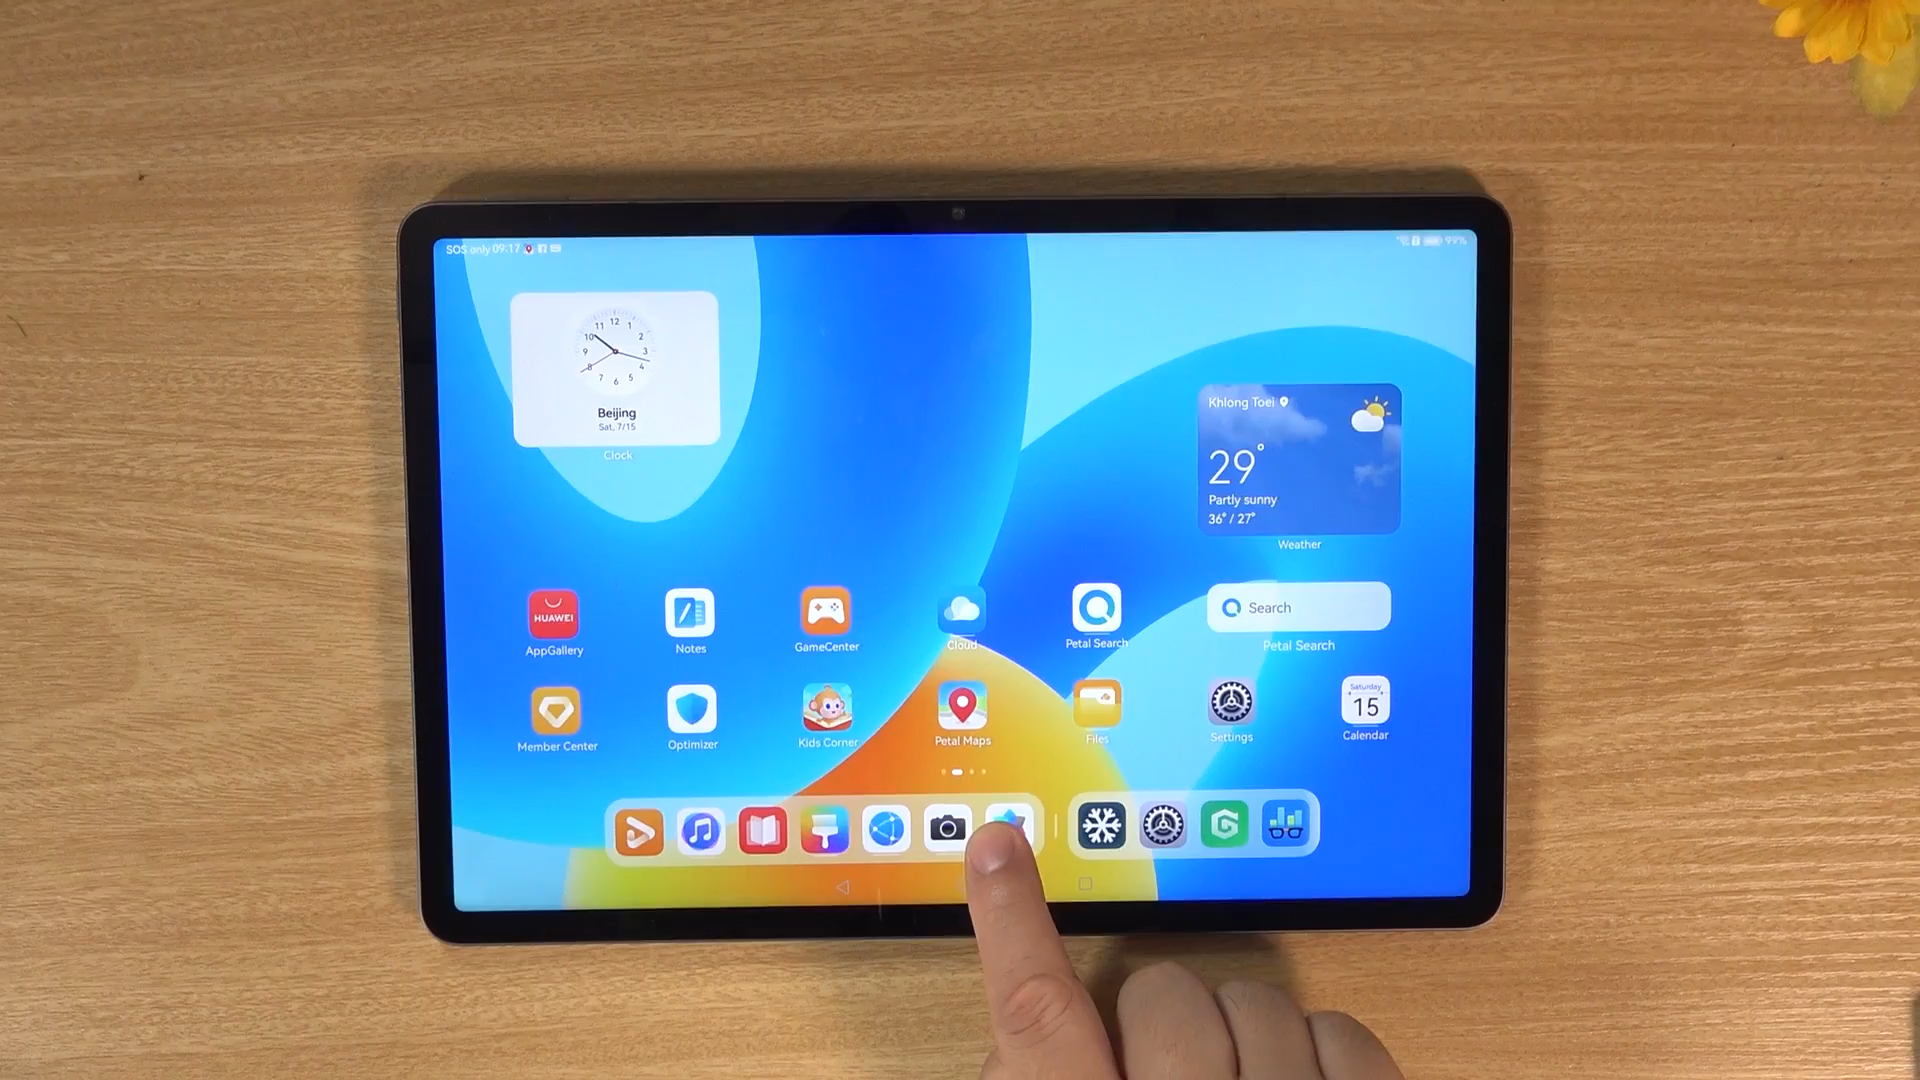 SOS only 09:17
99%
12
11 1
10 2
9 3
8 4
7 6 5
Beijing
Sat, 7/15
Clock
Khlong Toei
29°
Partly sunny
36° / 27°
Weather
HUAWEI
AppGallery
Notes
GameCenter
Cloud
Petal Search
Search
Petal Search
Member Center
Optimizer
Kids Corner
Petal Maps
Files
Settings
Saturday
15
Calendar